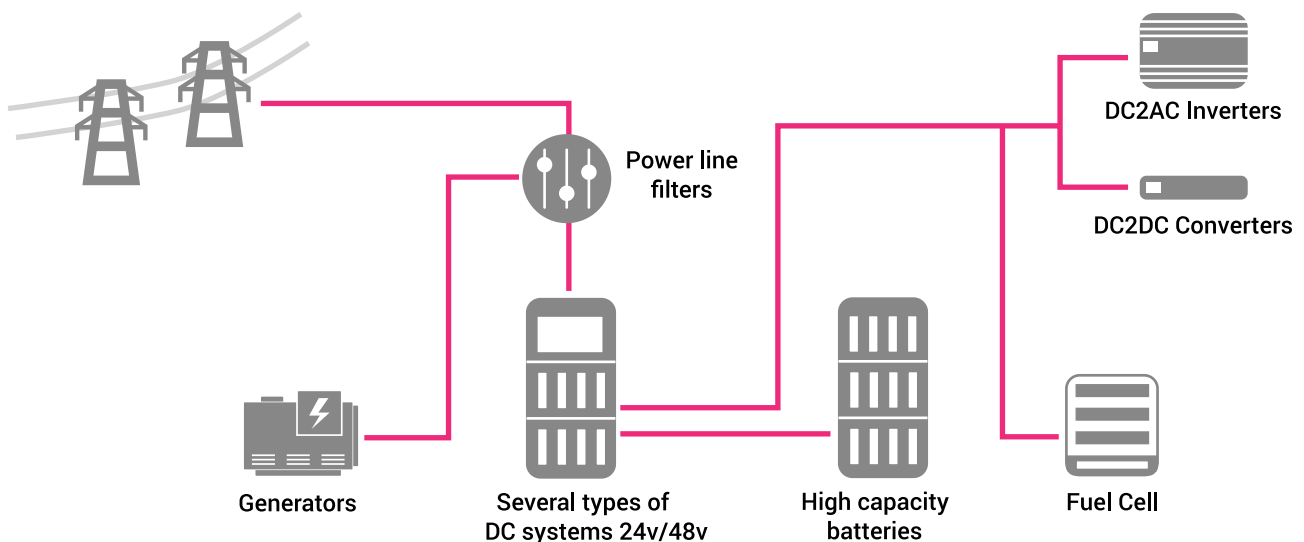 DC2AC Inverters
Power line
filters
DC2DC Converters
Generators
Several types of
DC systems 24v/48v
High capacity
batteries
Fuel Cell